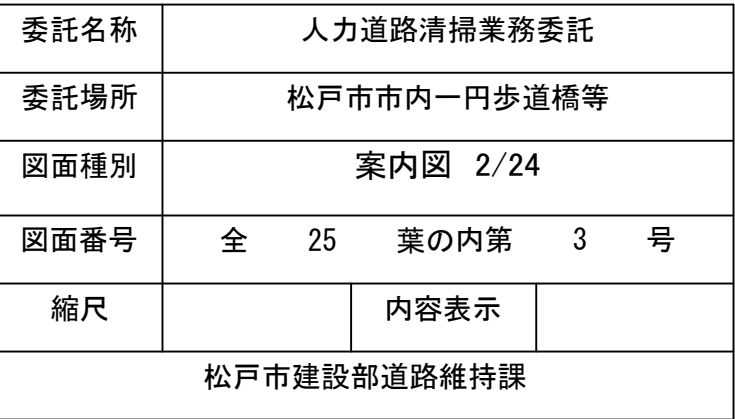 委託名称 人力道路清掃業務委託
委託場所 松戸市市内一円歩道橋等
図面種別 案内図 2/24
図面番号 全 25 葉の内第 3 号
縮尺 内容表示
松戸市建設部道路維持課